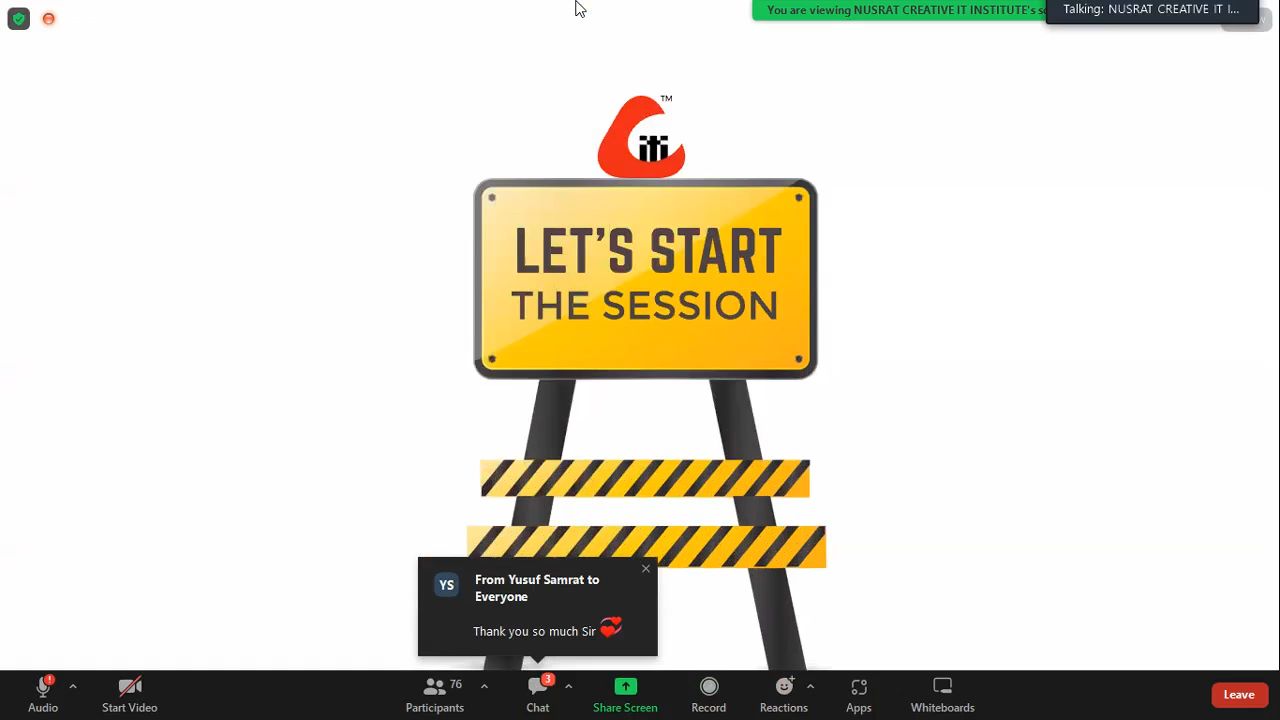 You are viewing NUSRAT CREATIVE IT INSTITUTE's
Talking: NUSRAT CREATIVE IT I...
TM
iti
LET'S START
THE SESSION
YS
From Yusuf Samrat to
Everyone
Thank you so much Sir 💞
76
3
Audio
Start Video
Participants
Chat
Share Screen
Record
Reactions
Apps
Whiteboards
Leave